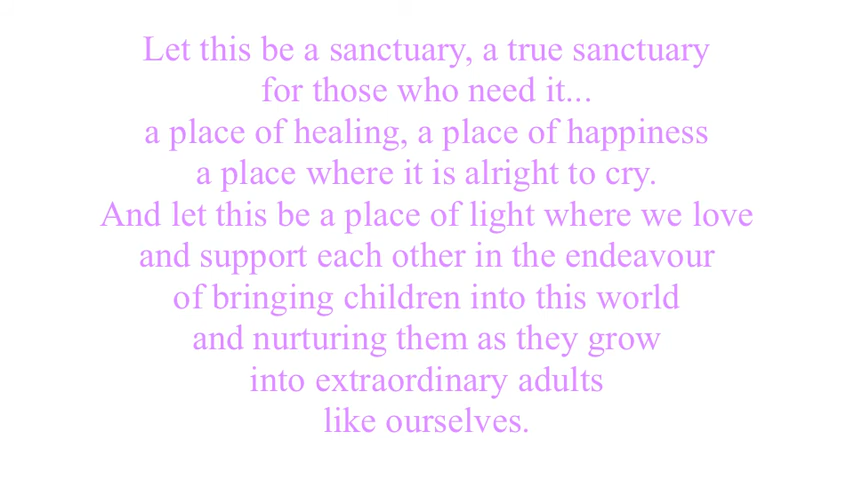 Let this be a sanctuary, a true sanctuary
for those who need it...
a place of healing, a place of happiness
a place where it is alright to cry.
And let this be a place of light where we love
and support each other in the endeavour
of bringing children into this world
and nurturing them as they grow
into extraordinary adults
like ourselves.